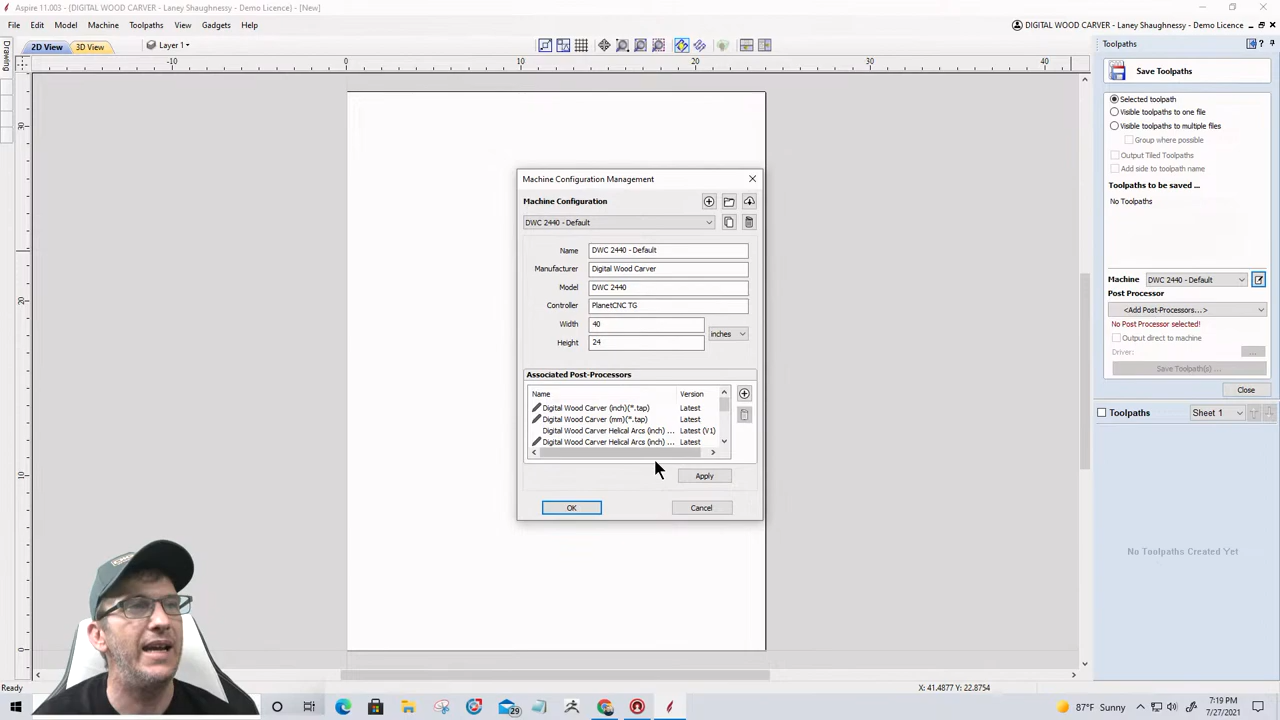 Aspire 11.003 - (DIGITAL WOOD CARVER - Laney Shaughnessy - Demo Licence) - [New]
File Edit Model Machine Toolpaths View Gadgets Help
DIGITAL WOOD CARVER - Laney Shaughnessy - Demo Licence
2D View 3D View Layer 1
-10 0 10 20 30 40
30
20
10
0
Drawing
Machine Configuration Management
Machine Configuration
DWC 2440 - Default
Name DWC 2440 - Default
Manufacturer Digital Wood Carver
Model DWC 2440
Controller PlanetCNC TG
Width 40
inches
Height 24
Associated Post-Processors
Name Version
Digital Wood Carver (inch)(*.tap) Latest
Digital Wood Carver (mm)(*.tap) Latest
Digital Wood Carver Helical Arcs (inch) ... Latest (V1)
Digital Wood Carver Helical Arcs (inch) ... Latest
Apply
OK Cancel
Toolpaths
Save Toolpaths
Selected toolpath
Visible toolpaths to one file
Visible toolpaths to multiple files
Group where possible
Output Tiled Toolpaths
Add side to toolpath name
Toolpaths to be saved ...
No Toolpaths
Machine DWC 2440 - Default
Post Processor
<Add Post-Processors...>
No Post Processor selected!
Output direct to machine
Driver: ...
Save Toolpath(s) ...
Close
Toolpaths Sheet 1
No Toolpaths Created Yet
Ready X: 41.4877 Y: 22.8754
29
87°F Sunny
7:19 PM
7/27/2021